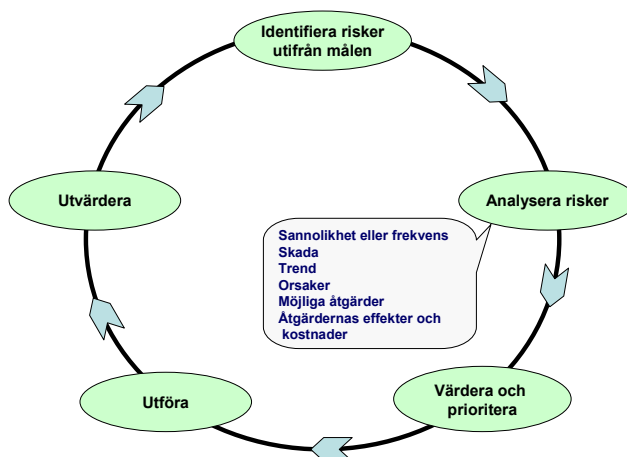 Identifiera risker
utifrån målen
Utvärdera
Analysera risker
Sannolikhet eller frekvens
Skada
Trend
Orsaker
Möjliga åtgärder
Åtgärdernas effekter och
kostnader
Värdera och
prioritera
Utföra